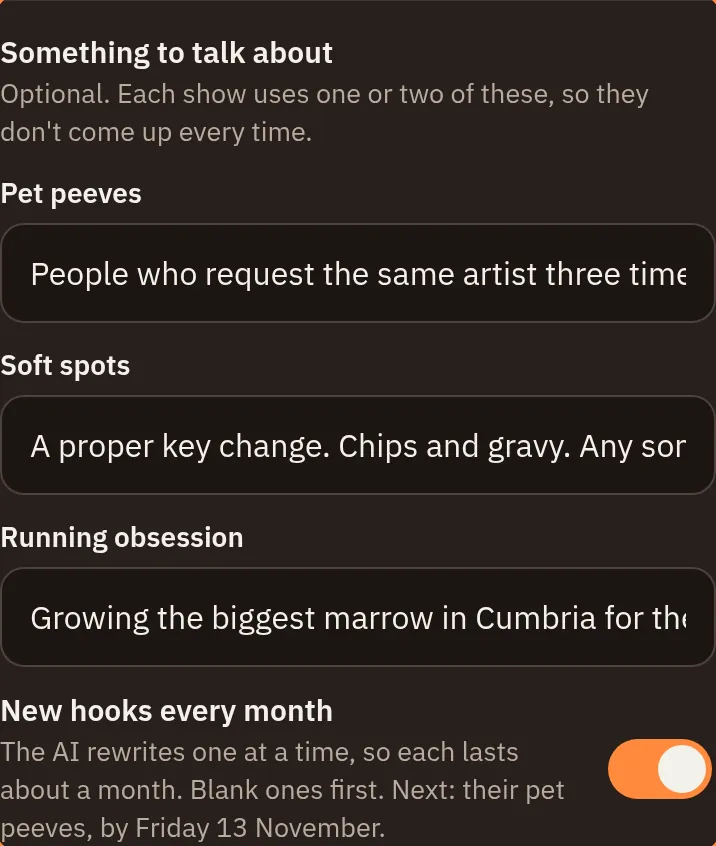 Something to talk about
Optional. Each show uses one or two of these, so they
don't come up every time.
Pet peeves
People who request the same artist three time
Soft spots
A proper key change. Chips and gravy. Any
Running obsession
Growing the biggest marrow in Cumbria for the
New hooks every month
The AI rewrites one at a time, so each lasts
about a month. Blank ones first. Next: their pet
peeves, by Friday 13 November.